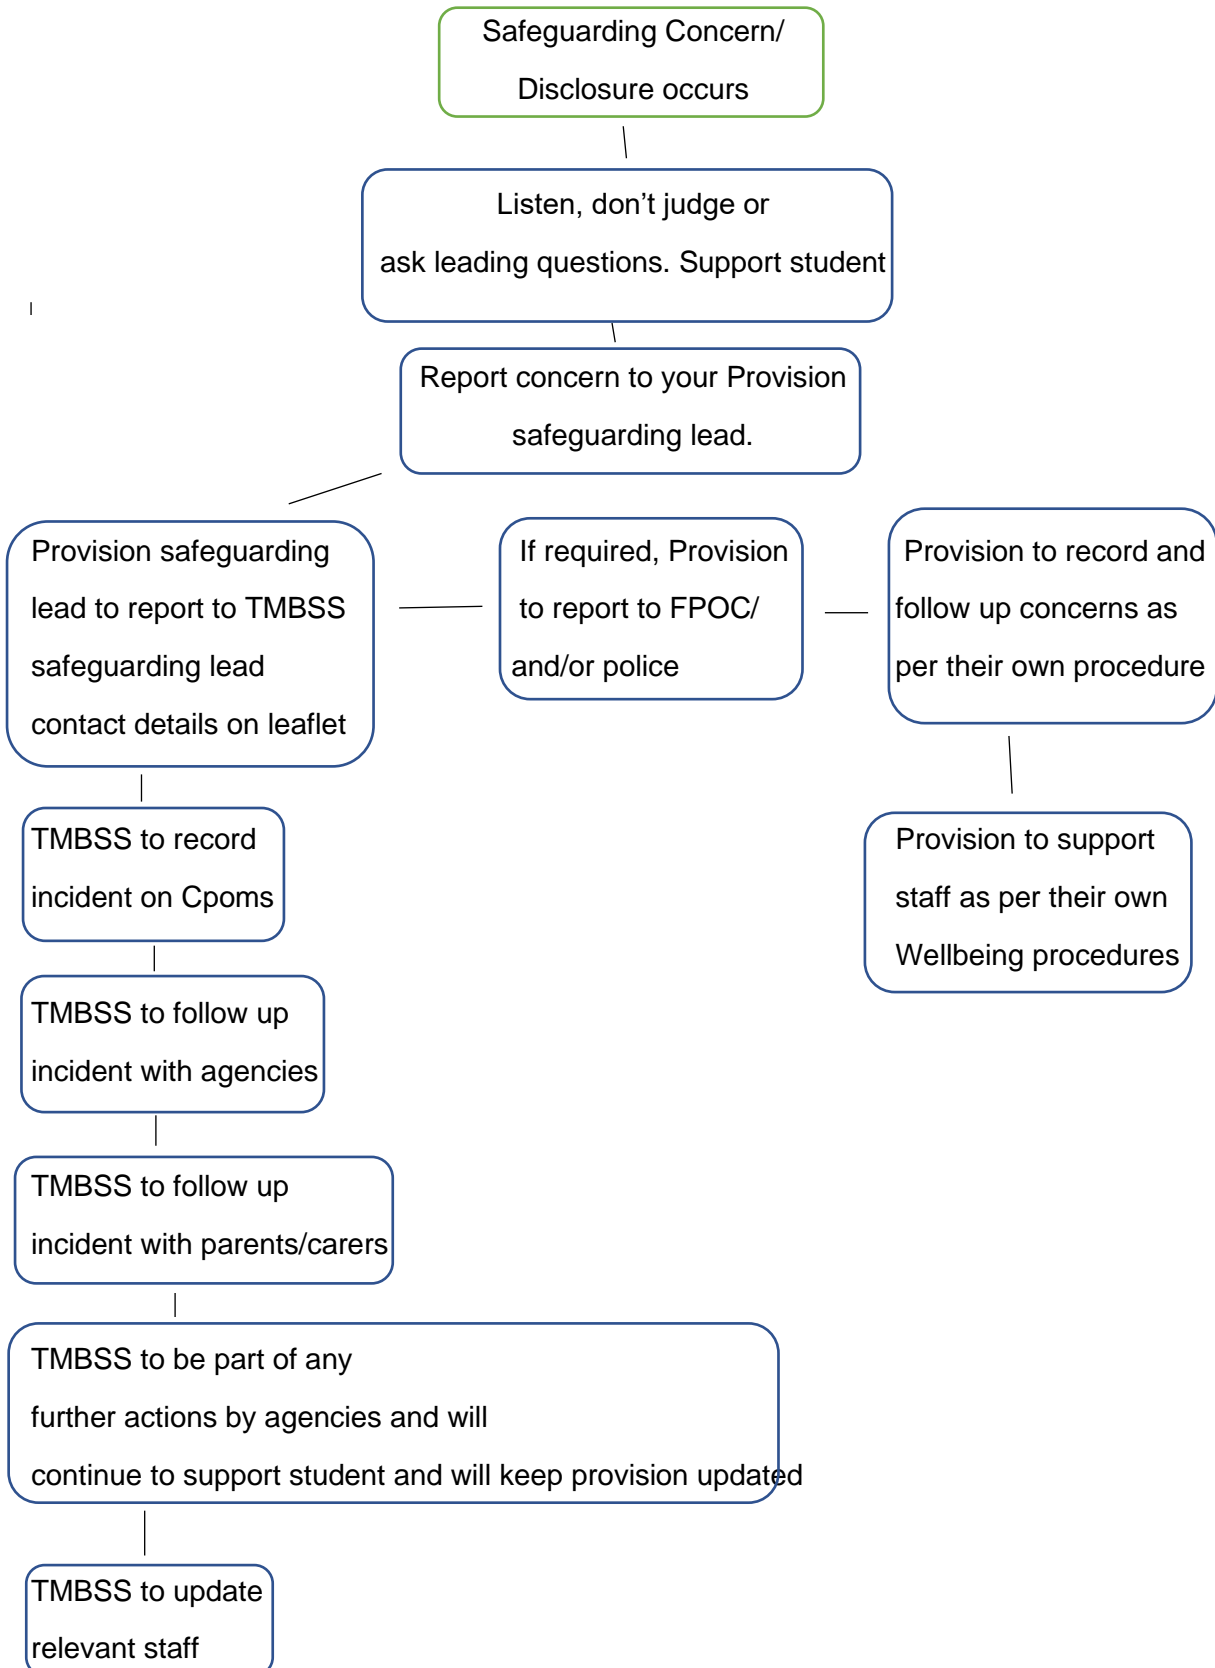 Safeguarding Concern/
Disclosure occurs
Listen, don’t judge or
ask leading questions. Support student
Report concern to your Provision
safeguarding lead.
Provision safeguarding
lead to report to TMBSS
safeguarding lead
contact details on leaflet
If required, Provision
to report to FPOC/
and/or police
Provision to record and
follow up concerns as
per their own procedure
TMBSS to record
incident on Cpoms
Provision to support
staff as per their own
Wellbeing procedures
TMBSS to follow up
incident with agencies
TMBSS to follow up
incident with parents/carers
TMBSS to be part of any
further actions by agencies and will
continue to support student and will keep provision updated
TMBSS to update
relevant staff